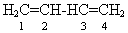 H₂C=CH-HC=CH₂
1 2 3 4